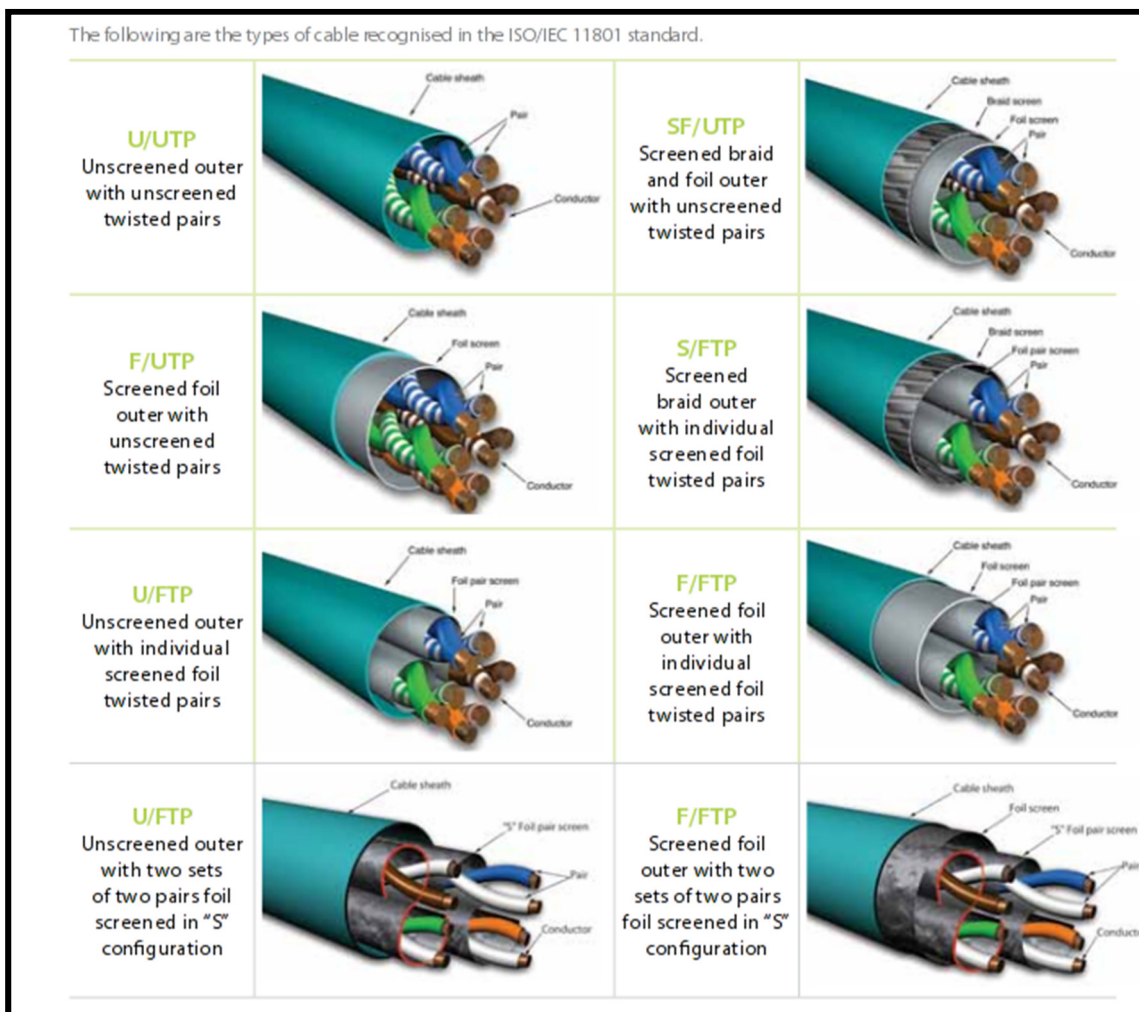 The following are the types of cable recognised in the ISO/IEC 11801 standard.
U/UTP
Unscreened outer
with unscreened
twisted pairs
Cable sheath
Pair
Conductor
SF/UTP
Screened braid
and foil outer
with unscreened
twisted pairs
Cable sheath
Braid screen
Foil screen
Pair
Conductor
F/UTP
Screened foil
outer with
unscreened
twisted pairs
Cable sheath
Foil screen
Pair
Conductor
S/FTP
Screened
braid outer
with individual
screened foil
twisted pairs
Cable sheath
Braid screen
Foil pair screen
Pair
Conductor
U/FTP
Unscreened outer
with individual
screened foil
twisted pairs
Cable sheath
Foil pair screen
Pair
Conductor
F/FTP
Screened foil
outer with
individual
screened foil
twisted pairs
Cable sheath
Foil screen
Foil pair screen
Pair
Conductor
U/FTP
Unscreened outer
with two sets
of two pairs foil
screened in "S"
configuration
Cable sheath
"S" Foil pair screen
Pair
Conductor
F/FTP
Screened foil
outer with two
sets of two pairs
foil screened in "S"
configuration
Cable sheath
Foil screen
"S" Foil pair screen
Pair
Conducto